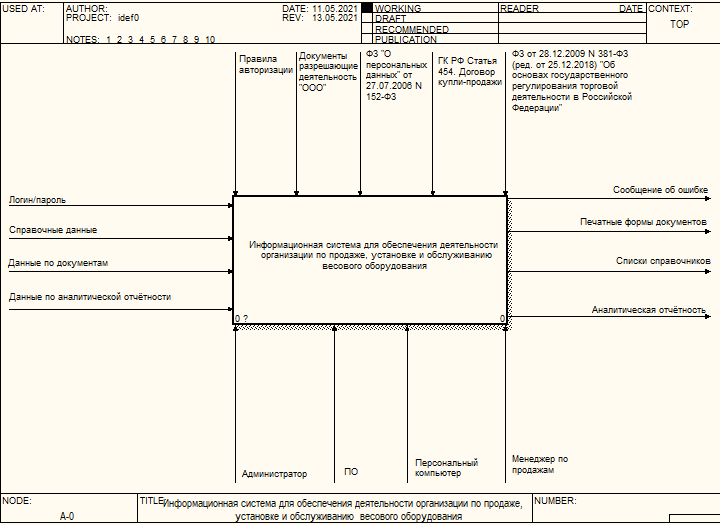 USED AT:
AUTHOR:
DATE: 11.05.2021
WORKING
READER
DATE
CONTEXT:
PROJECT: idef0
REV: 13.05.2021
DRAFT
TOP
RECOMMENDED
NOTES: 1 2 3 4 5 6 7 8 9 10
PUBLICATION
Правила
авторизации
Документы
разрешающие
деятельность
"ООО"
ФЗ "О
персональных
данных" от
27.07.2006 N
152-ФЗ
ГК РФ Статья
454. Договор
купли-продажи
ФЗ от 28.12.2009 N 381-ФЗ
(ред. от 25.12.2018) "Об
основах государственного
регулирования торговой
деятельности в Российской
Федерации"
Логин/пароль
Справочные данные
Данные по документам
Данные по аналитической отчётности
Информационная система для обеспечения деятельности
организации по продаже, установке и обслуживанию
весового оборудования
0 ?
0
Сообщение об ошибке
Печатные формы документов
Списки справочников
Аналитическая отчётность
Администратор
ПО
Персональный
компьютер
Менеджер по
продажам
NODE:
A-0
TITLE:
Информационная система для обеспечения деятельности организации по продаже,
установке и обслуживанию весового оборудования
NUMBER: